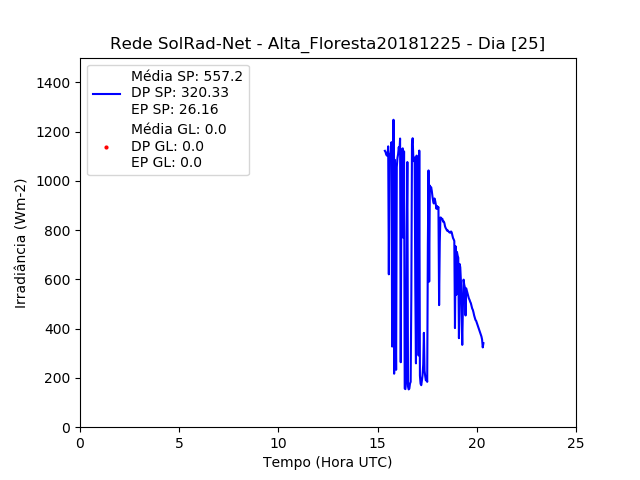 Rede SolRad-Net - Alta_Floresta20181225 - Dia [25]
Média SP: 557.2
DP SP: 320.33
EP SP: 26.16
Média GL: 0.0
DP GL: 0.0
EP GL: 0.0
1400
1200
1000
800
600
400
200
0
Irradiância (Wm-2)
0 5 10 15 20 25
Tempo (Hora UTC)